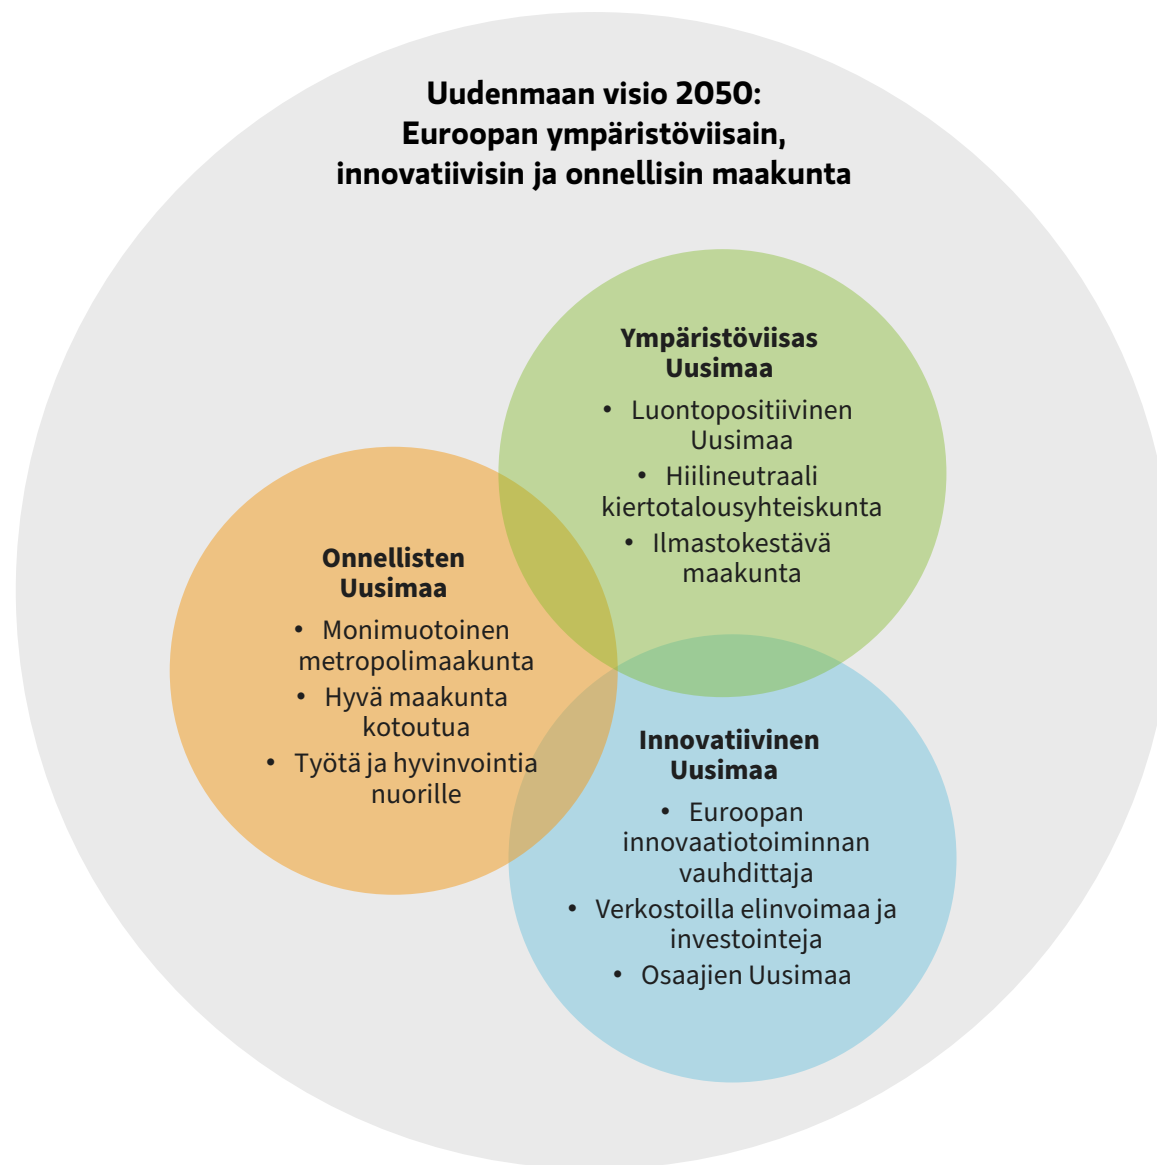 Uudenmaan visio 2050:
Euroopan ympäristöviisain,
innovatiivisin ja onnellisin maakunta
Ympäristöviisas
Uusimaa
• Luontopositiivinen
Uusimaa
• Hiilineutraali
kiertotalousyhteiskunta
• Ilmastokestävä
maakunta
Onnellisten
Uusimaa
• Monimuotoinen
metropolimaakunta
• Hyvä maakunta
kotoutua
• Työtä ja hyvinvointia
nuorille
Innovatiivinen
Uusimaa
• Euroopan
innovaatiotoiminnan
vauhdittaja
• Verkostoilla elinvoimaa ja
investointeja
• Osaajien Uusimaa